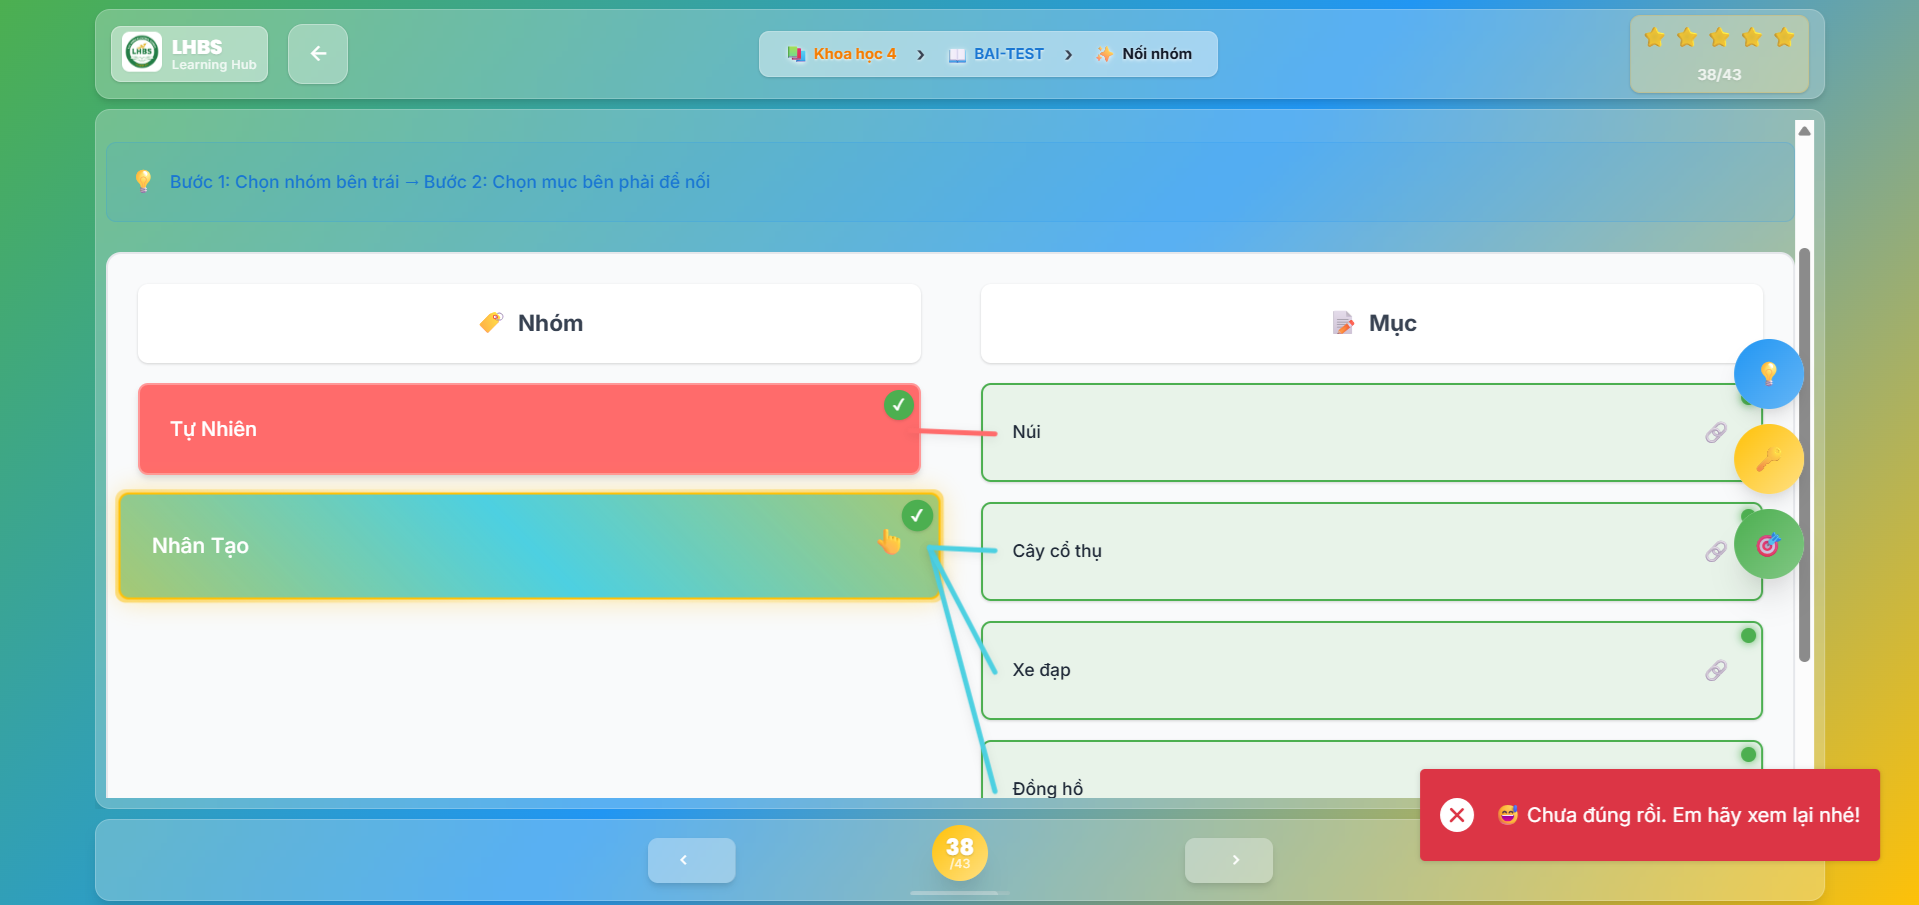 LHBS
LHBS
Learning Hub
Khoa học 4
BAI-TEST
Nối nhóm
38/43
Bước 1: Chọn nhóm bên trái → Bước 2: Chọn mục bên phải để nối
Nhóm
Mục
Tự Nhiên
Núi
Nhân Tạo
Cây cổ thụ
Xe đạp
Đồng hồ
😅 Chưa đúng rồi. Em hãy xem lại nhé!
38
/43